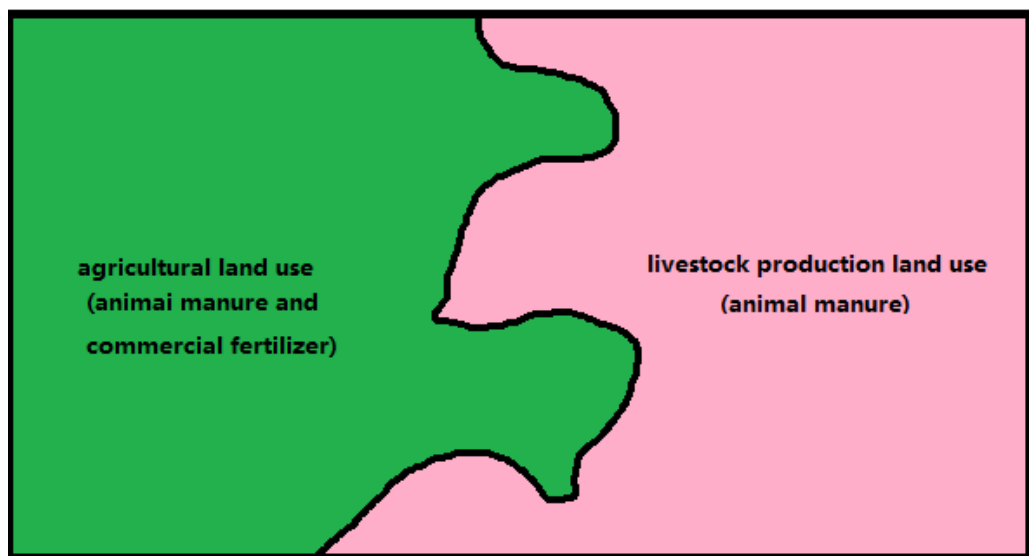 agricultural land use
(animai manure and
commercial fertilizer)
livestock production land use
(animal manure)